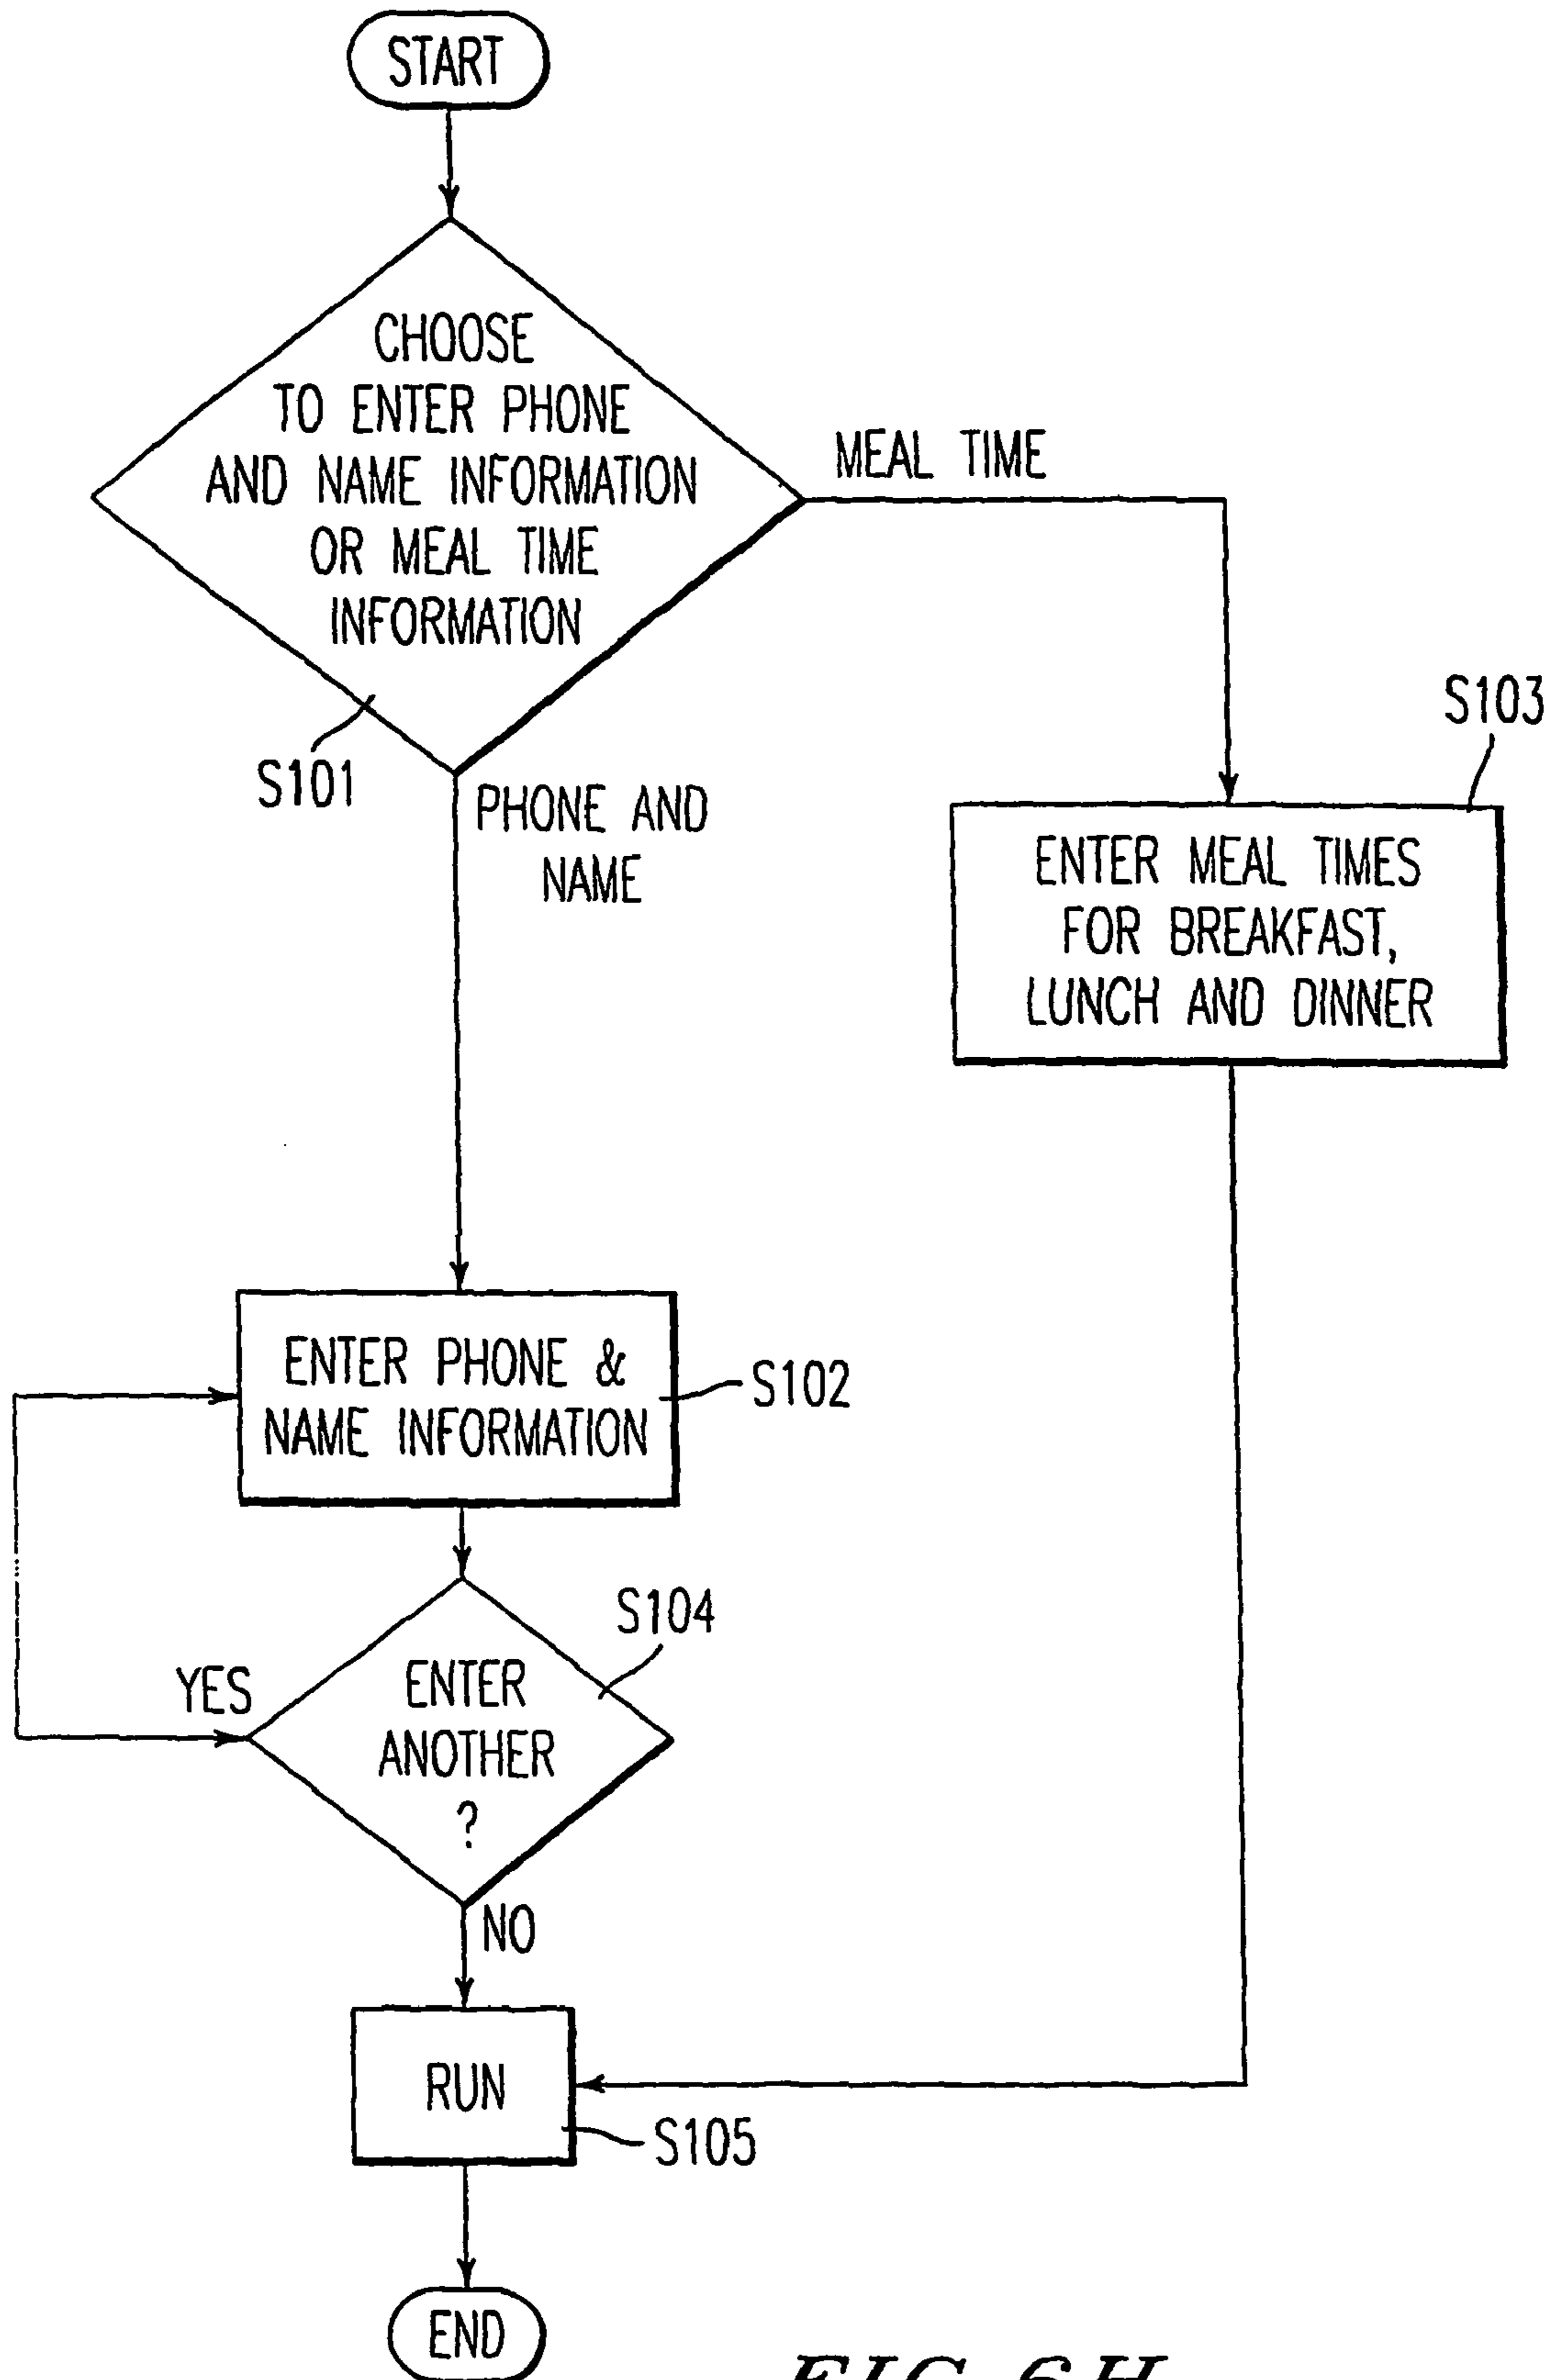 START
CHOOSE
TO ENTER PHONE
AND NAME INFORMATION
OR MEAL TIME
INFORMATION
MEAL TIME
S101
PHONE AND
NAME
S103
ENTER MEAL TIMES
FOR BREAKFAST,
LUNCH AND DINNER
ENTER PHONE &
NAME INFORMATION
S102
S104
YES
ENTER
ANOTHER
?
NO
RUN
S105
END
FIG. 6H